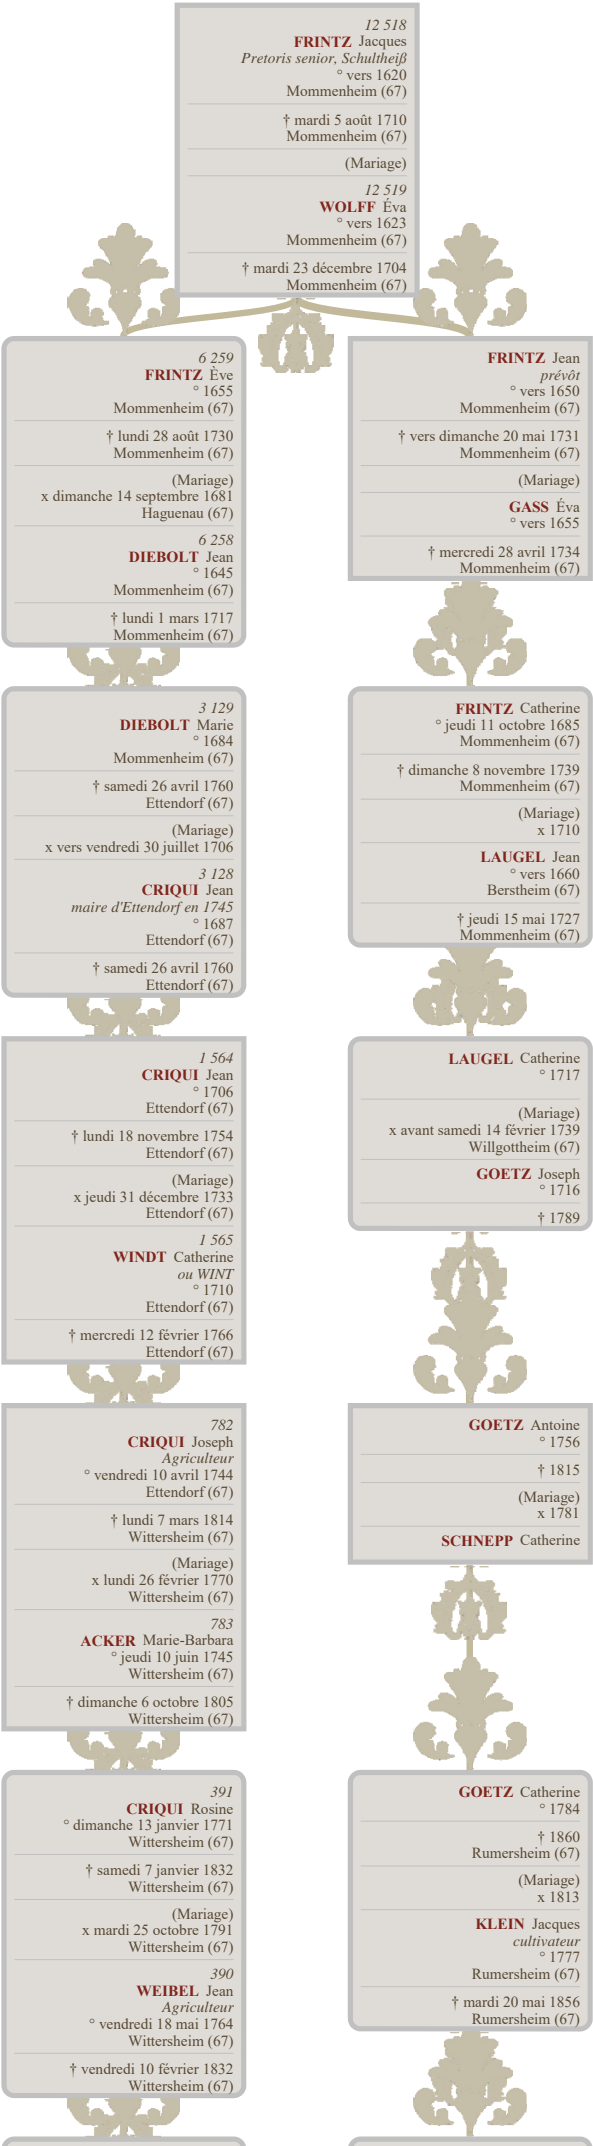 12 518
FRINTZ Jacques
Pretoris senior, Schultheiß
° vers 1620
Mommenheim (67)
† mardi 5 août 1710
Mommenheim (67)
(Mariage)
12 519
WOLFF Éva
° vers 1623
Mommenheim (67)
† mardi 23 décembre 1704
Mommenheim (67)
6 259
FRINTZ Ève
° 1655
Mommenheim (67)
† lundi 28 août 1730
Mommenheim (67)
(Mariage)
x dimanche 14 septembre 1681
Haguenau (67)
6 258
DIEBOLT Jean
° 1645
Mommenheim (67)
† lundi 1 mars 1717
Mommenheim (67)
FRINTZ Jean
prévôt
° vers 1650
Mommenheim (67)
† vers dimanche 20 mai 1731
Mommenheim (67)
(Mariage)
GASS Éva
° vers 1655
† mercredi 28 avril 1734
Mommenheim (67)
3 129
DIEBOLT Marie
° 1684
Mommenheim (67)
† samedi 26 avril 1760
Ettendorf (67)
(Mariage)
x vers vendredi 30 juillet 1706
3 128
CRIQUI Jean
maire d'Ettendorf en 1745
° 1687
Ettendorf (67)
† samedi 26 avril 1760
Ettendorf (67)
FRINTZ Catherine
° jeudi 11 octobre 1685
Mommenheim (67)
† dimanche 8 novembre 1739
Mommenheim (67)
(Mariage)
x 1710
LAUGEL Jean
° vers 1660
Berstheim (67)
† jeudi 15 mai 1727
Mommenheim (67)
1 564
CRIQUI Jean
° 1706
Ettendorf (67)
† lundi 18 novembre 1754
Ettendorf (67)
(Mariage)
x jeudi 31 décembre 1733
Ettendorf (67)
1 565
WINDT Catherine
ou WINT
° 1710
Ettendorf (67)
† mercredi 12 février 1766
Ettendorf (67)
LAUGEL Catherine
° 1717
(Mariage)
x avant samedi 14 février 1739
Willgottheim (67)
GOETZ Joseph
° 1716
† 1789
782
CRIQUI Joseph
Agriculteur
° vendredi 10 avril 1744
Ettendorf (67)
† lundi 7 mars 1814
Wittersheim (67)
(Mariage)
x lundi 26 février 1770
Wittersheim (67)
783
ACKER Marie-Barbara
° jeudi 10 juin 1745
Wittersheim (67)
† dimanche 6 octobre 1805
Wittersheim (67)
GOETZ Antoine
° 1756
† 1815
(Mariage)
x 1781
SCHNEPP Catherine
391
CRIQUI Rosine
° dimanche 13 janvier 1771
Wittersheim (67)
† samedi 7 janvier 1832
Wittersheim (67)
(Mariage)
x mardi 25 octobre 1791
Wittersheim (67)
390
WEIBEL Jean
Agriculteur
° vendredi 18 mai 1764
Wittersheim (67)
† vendredi 10 février 1832
Wittersheim (67)
GOETZ Catherine
° 1784
† 1860
Rumersheim (67)
(Mariage)
x 1813
KLEIN Jacques
cultivateur
° 1777
Rumersheim (67)
† mardi 20 mai 1856
Rumersheim (67)